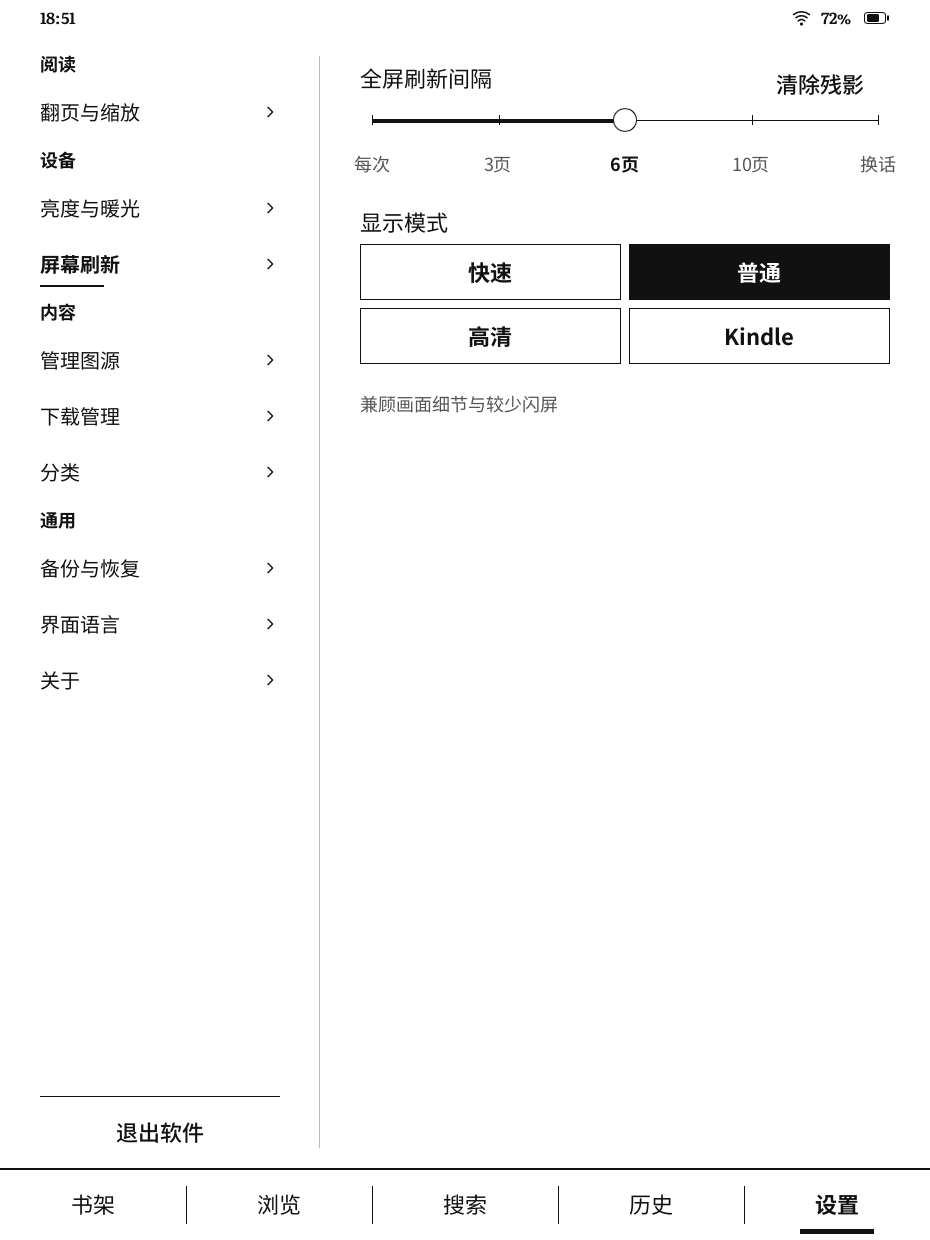 18:51
72%
阅读
翻页与缩放
设备
亮度与暖光
屏幕刷新
内容
管理图源
下载管理
分类
通用
备份与恢复
界面语言
关于
退出软件
全屏刷新间隔
清除残影
每次 3页 6页 10页 换话
显示模式
快速 普通
高清 Kindle
兼顾画面细节与较少闪屏
书架 浏览 搜索 历史 设置